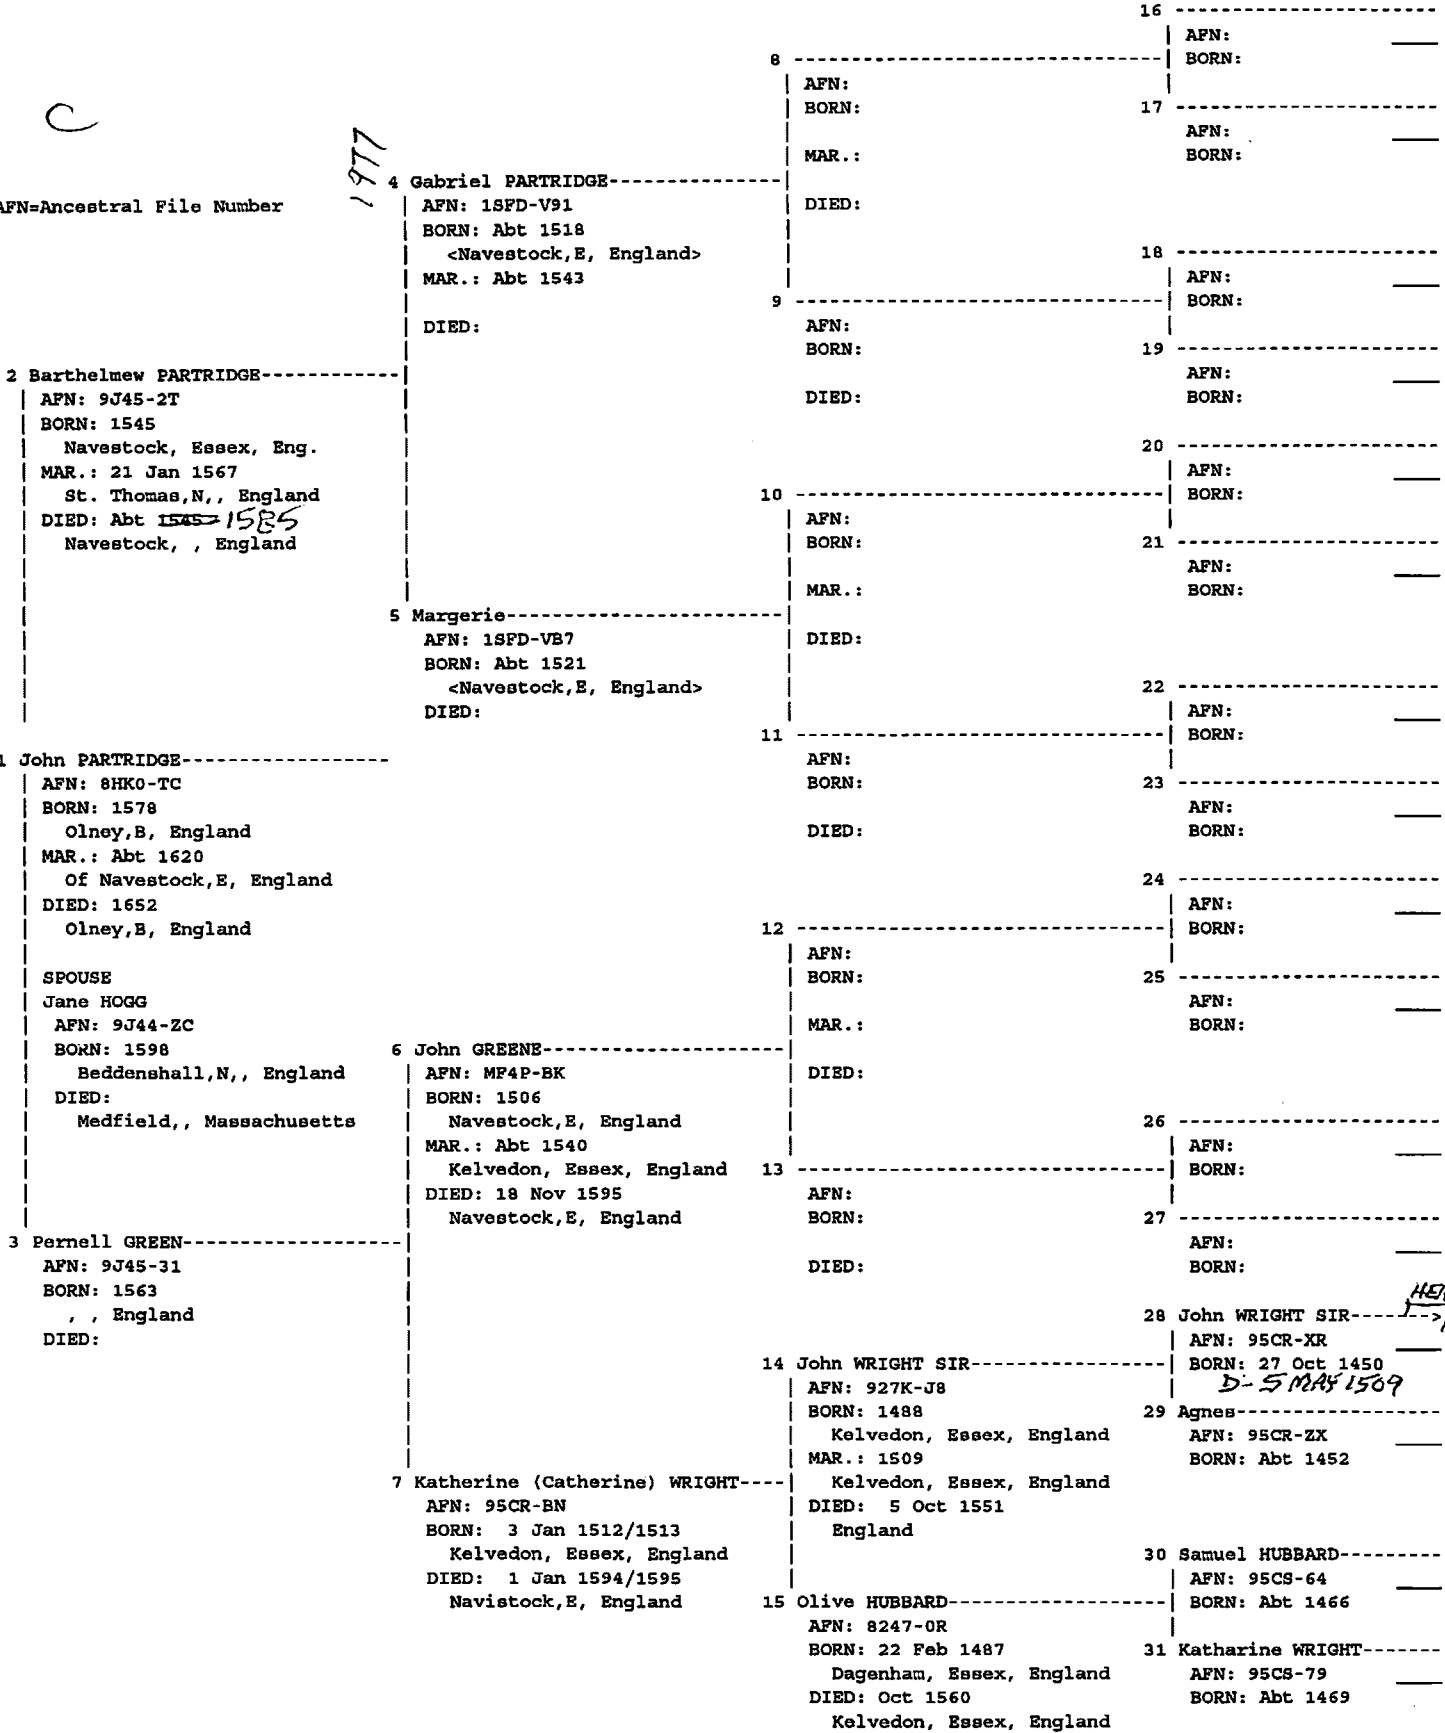 C
1977
AFN=Ancestral File Number
2 Barthelmew PARTRIDGE
AFN: 9J45-2T
BORN: 1545
Navestock, Essex, Eng.
MAR.: 21 Jan 1567
St. Thomas,N,, England
DIED: Abt 1545 1585
Navestock, , England
1 John PARTRIDGE
AFN: 8HK0-TC
BORN: 1578
Olney,B, England
MAR.: Abt 1620
Of Navestock,E, England
DIED: 1652
Olney,B, England
SPOUSE
Jane HOGG
AFN: 9J44-ZC
BORN: 1598
Beddenshall,N,, England
DIED:
Medfield,, Massachusetts
3 Pernell GREEN
AFN: 9J45-31
BORN: 1563
, , England
DIED:
4 Gabriel PARTRIDGE
AFN: 1SFD-V91
BORN: Abt 1518
<Navestock,E, England>
MAR.: Abt 1543
DIED:
5 Margerie
AFN: 1SFD-VB7
BORN: Abt 1521
<Navestock,E, England>
DIED:
6 John GREENE
AFN: MF4P-BK
BORN: 1506
Navestock,E, England
MAR.: Abt 1540
Kelvedon, Essex, England
DIED: 18 Nov 1595
Navestock,E, England
7 Katherine (Catherine) WRIGHT
AFN: 95CR-BN
BORN: 3 Jan 1512/1513
Kelvedon, Essex, England
DIED: 1 Jan 1594/1595
Navistock,E, England
8
AFN:
BORN:
MAR.:
DIED:
9
AFN:
BORN:
DIED:
10
AFN:
BORN:
MAR.:
DIED:
11
AFN:
BORN:
DIED:
12
AFN:
BORN:
MAR.:
DIED:
13
AFN:
BORN:
DIED:
14 John WRIGHT SIR
AFN: 927K-J8
BORN: 1488
Kelvedon, Essex, England
MAR.: 1509
Kelvedon, Essex, England
DIED: 5 Oct 1551
England
15 Olive HUBBARD
AFN: 8247-0R
BORN: 22 Feb 1487
Dagenham, Essex, England
DIED: Oct 1560
Kelvedon, Essex, England
16
AFN:
BORN:
17
AFN:
BORN:
18
AFN:
BORN:
19
AFN:
BORN:
20
AFN:
BORN:
21
AFN:
BORN:
22
AFN:
BORN:
23
AFN:
BORN:
24
AFN:
BORN:
25
AFN:
BORN:
26
AFN:
BORN:
27
AFN:
BORN:
28 John WRIGHT SIR
AFN: 95CR-XR
BORN: 27 Oct 1450
D- 5 MAY 1509
29 Agnes
AFN: 95CR-ZX
BORN: Abt 1452
30 Samuel HUBBARD
AFN: 95CS-64
BORN: Abt 1466
31 Katharine WRIGHT
AFN: 95CS-79
BORN: Abt 1469